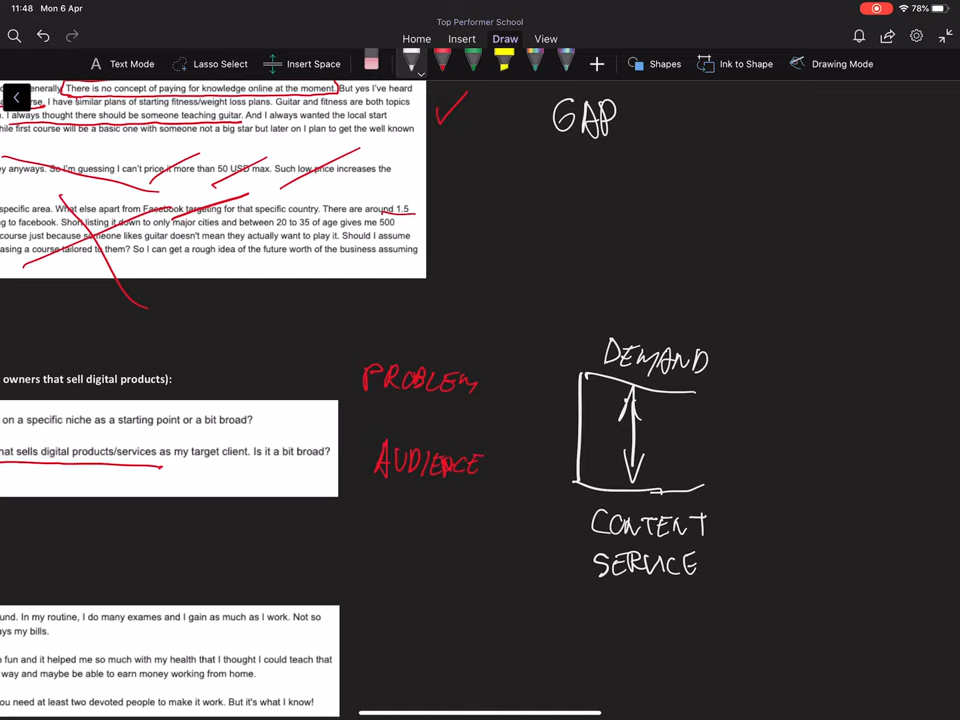 11:48 Mon 6 Apr
78%
Top Performer School
Home Insert Draw View
Text Mode Lasso Select Insert Space Shapes Ink to Shape Drawing Mode
enerally. There is no concept of paying for knowledge online at the moment. But yes I've heard
rse, I have similar plans of starting fitness/weight loss plans. Guitar and fitness are both topics
. I always thought there should be someone teaching guitar. And I always wanted the local start
hile first course will be a basic one with someone not a big star but later on I plan to get the well known
ey anyways. So I'm guessing I can't price it more than 50 USD max. Such low price increases the
specific area. What else apart from Facebook targeting for that specific country. There are around 1.5
ng to facebook. Short listing it down to only major cities and between 20 to 35 of age gives me 500
course just because someone likes guitar doesn't mean they actually want to play it. Should I assume
asing a course tailored to them? So I can get a rough idea of the future worth of the business assuming
GAP
owners that sell digital products):
on a specific niche as a starting point or a bit broad?
hat sells digital products/services as my target client. Is it a bit broad?
PROBLEM
AUDIENCE
DEMAND
CONTENT
SERVICE
und. In my routine, I do many exames and I gain as much as I work. Not so
ays my bills.
o fun and it helped me so much with my health that I thought I could teach that
way and maybe be able to earn money working from home.
ou need at least two devoted people to make it work. But it's what I know!